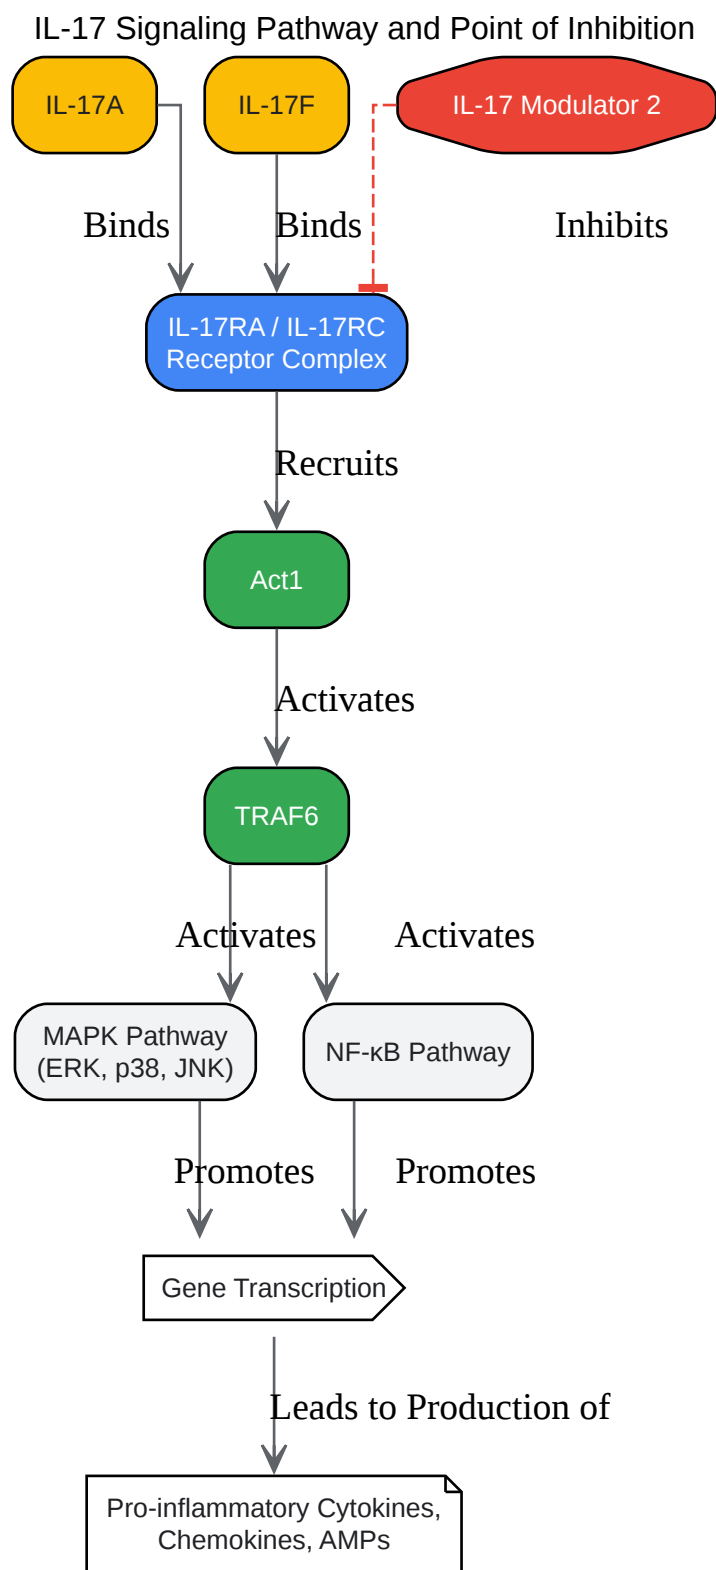 IL-17 Signaling Pathway and Point of Inhibition
IL-17A
IL-17F
IL-17 Modulator 2
Binds
Binds
Inhibits
IL-17RA / IL-17RC
Receptor Complex
Recruits
Act1
Activates
TRAF6
Activates
Activates
MAPK Pathway
(ERK, p38, JNK)
NF-κB Pathway
Promotes
Promotes
Gene Transcription
Leads to Production of
Pro-inflammatory Cytokines,
Chemokines, AMPs